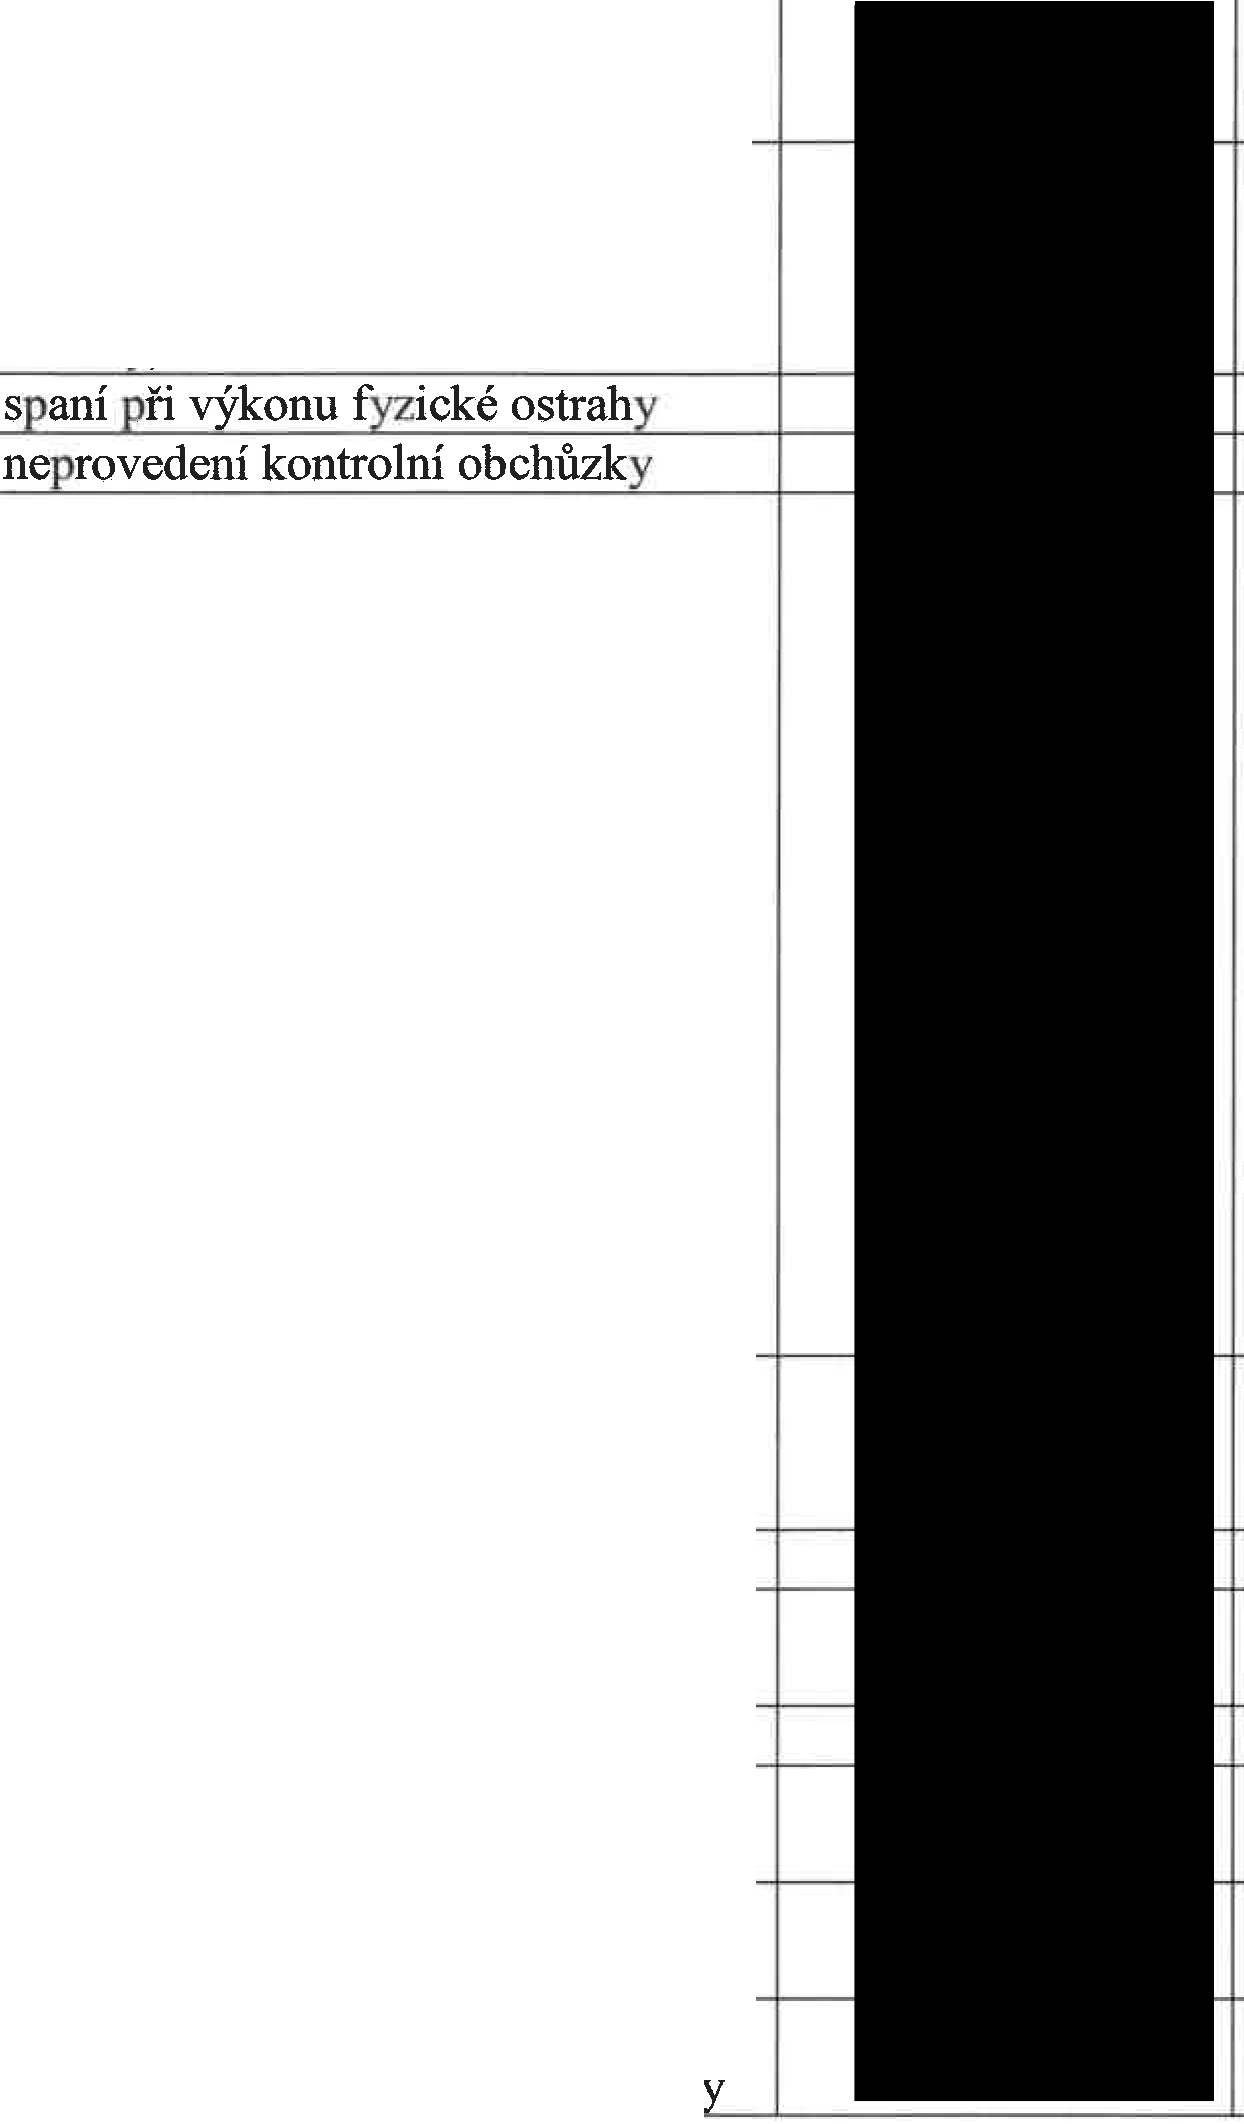 spaní při výkonu fyzické ostrahy
neprovedení kontrolní obchůzky
y